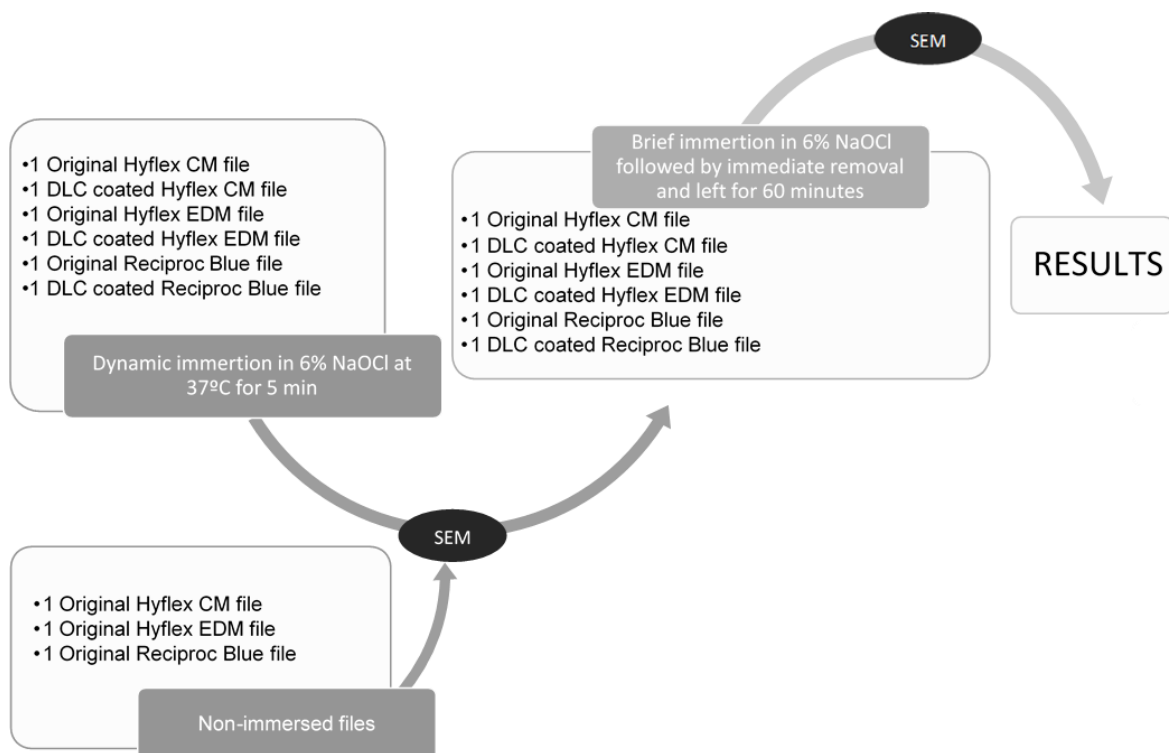 •1 Original Hyflex CM file
•1 DLC coated Hyflex CM file
•1 Original Hyflex EDM file
•1 DLC coated Hyflex EDM file
•1 Original Reciproc Blue file
•1 DLC coated Reciproc Blue file
Dynamic immertion in 6% NaOCl at
37ºC for 5 min
•1 Original Hyflex CM file
•1 Original Hyflex EDM file
•1 Original Reciproc Blue file
Non-immersed files
SEM
Brief immertion in 6% NaOCl
followed by immediate removal
and left for 60 minutes
•1 Original Hyflex CM file
•1 DLC coated Hyflex CM file
•1 Original Hyflex EDM file
•1 DLC coated Hyflex EDM file
•1 Original Reciproc Blue file
•1 DLC coated Reciproc Blue file
SEM
RESULTS